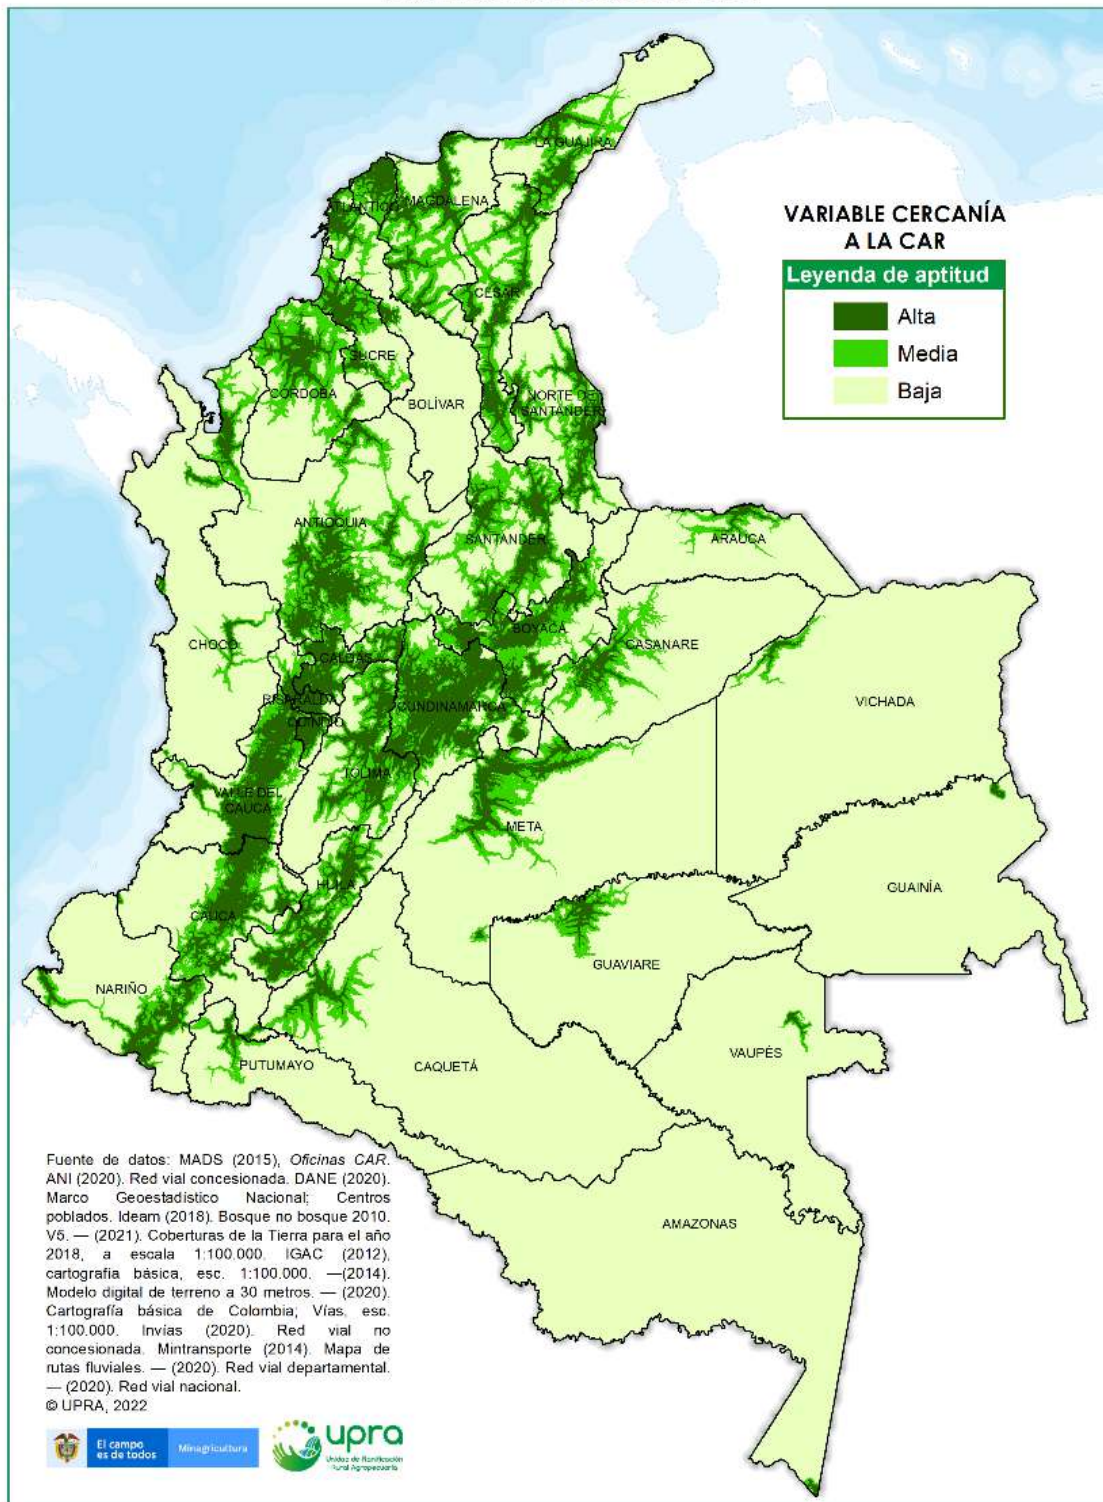 LA GUAJIRA
VARIABLE CERCANÍA
A LA CAR
Leyenda de aptitud
Alta
Media
Baja
ATLÁNTICO
MAGDALENA
CESAR
SUCRE
CÓRDOBA
BOLÍVAR
NORTE DE
SANTANDER
ANTIOQUIA
SANTANDER
ARAUCA
CHOCÓ
BOYACÁ
CASANARE
CALDAS
RISARALDA
QUINDÍO
CUNDINAMARCA
VICHADA
TOLIMA
VALLE DEL
CAUCA
META
HUILA
GUAINÍA
CAUCA
GUAVIARE
NARIÑO
VAUPÉS
PUTUMAYO
CAQUETÁ
AMAZONAS
Fuente de datos: MADS (2015), Oficinas CAR.
ANI (2020). Red vial concesionada. DANE (2020).
Marco Geoestadístico Nacional; Centros
poblados. Ideam (2018). Bosque no bosque 2010.
V5. — (2021). Coberturas de la Tierra para el año
2018, a escala 1:100.000. IGAC (2012),
cartografía básica, esc. 1:100.000. —(2014).
Modelo digital de terreno a 30 metros. — (2020).
Cartografía básica de Colombia; Vías, esc.
1:100.000. Invías (2020). Red vial no
concesionada. Mintransporte (2014). Mapa de
rutas fluviales. — (2020). Red vial departamental.
— (2020). Red vial nacional.
© UPRA, 2022
El campo
es de todos
Minagricultura
upra
Unidad de Planificación
Rural Agropecuaria